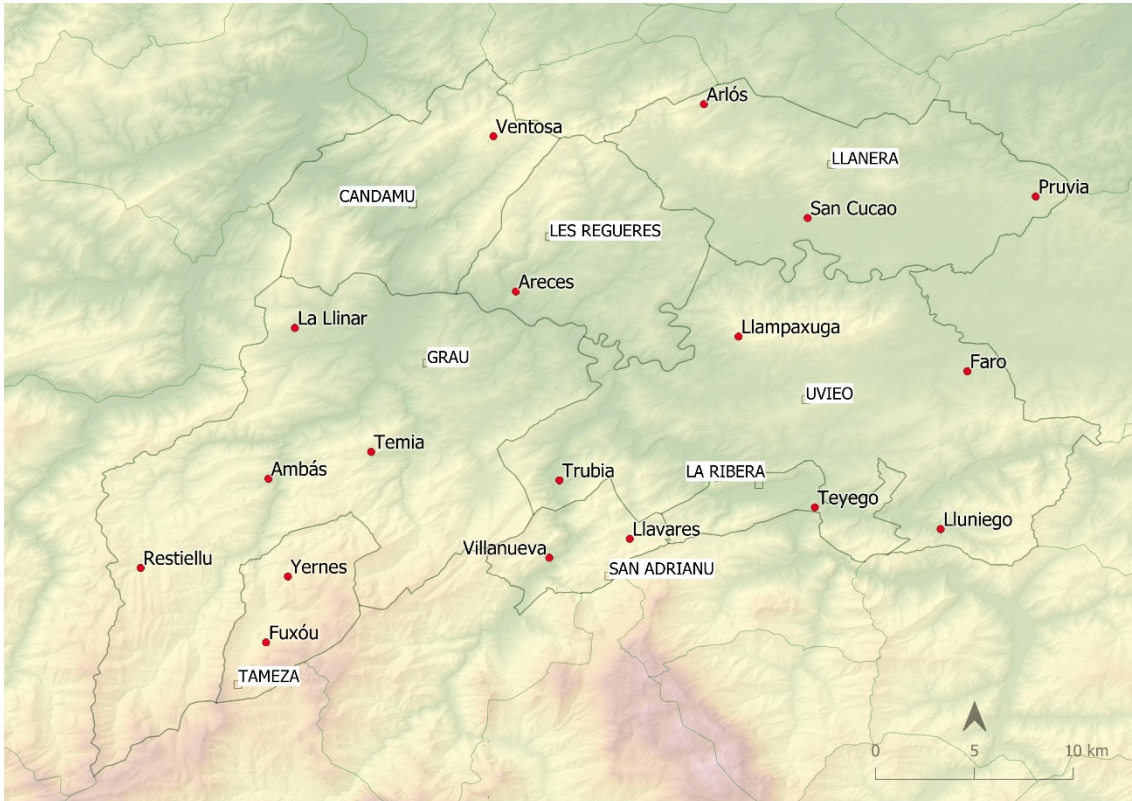 Arlós
Ventosa
LLANERA
CANDAMU
Pruvia
San Cucao
LES REGUERES
Areces
La Llinar
Llampaxuga
GRAU
Faro
UVIEO
Temia
Ambás
Trubia
LA RIBERA
Teyego
Lluniego
Llavares
Villanueva
Restiellu
Yernes
SAN ADRIANU
Fuxóu
TAMEZA
0 5 10 km